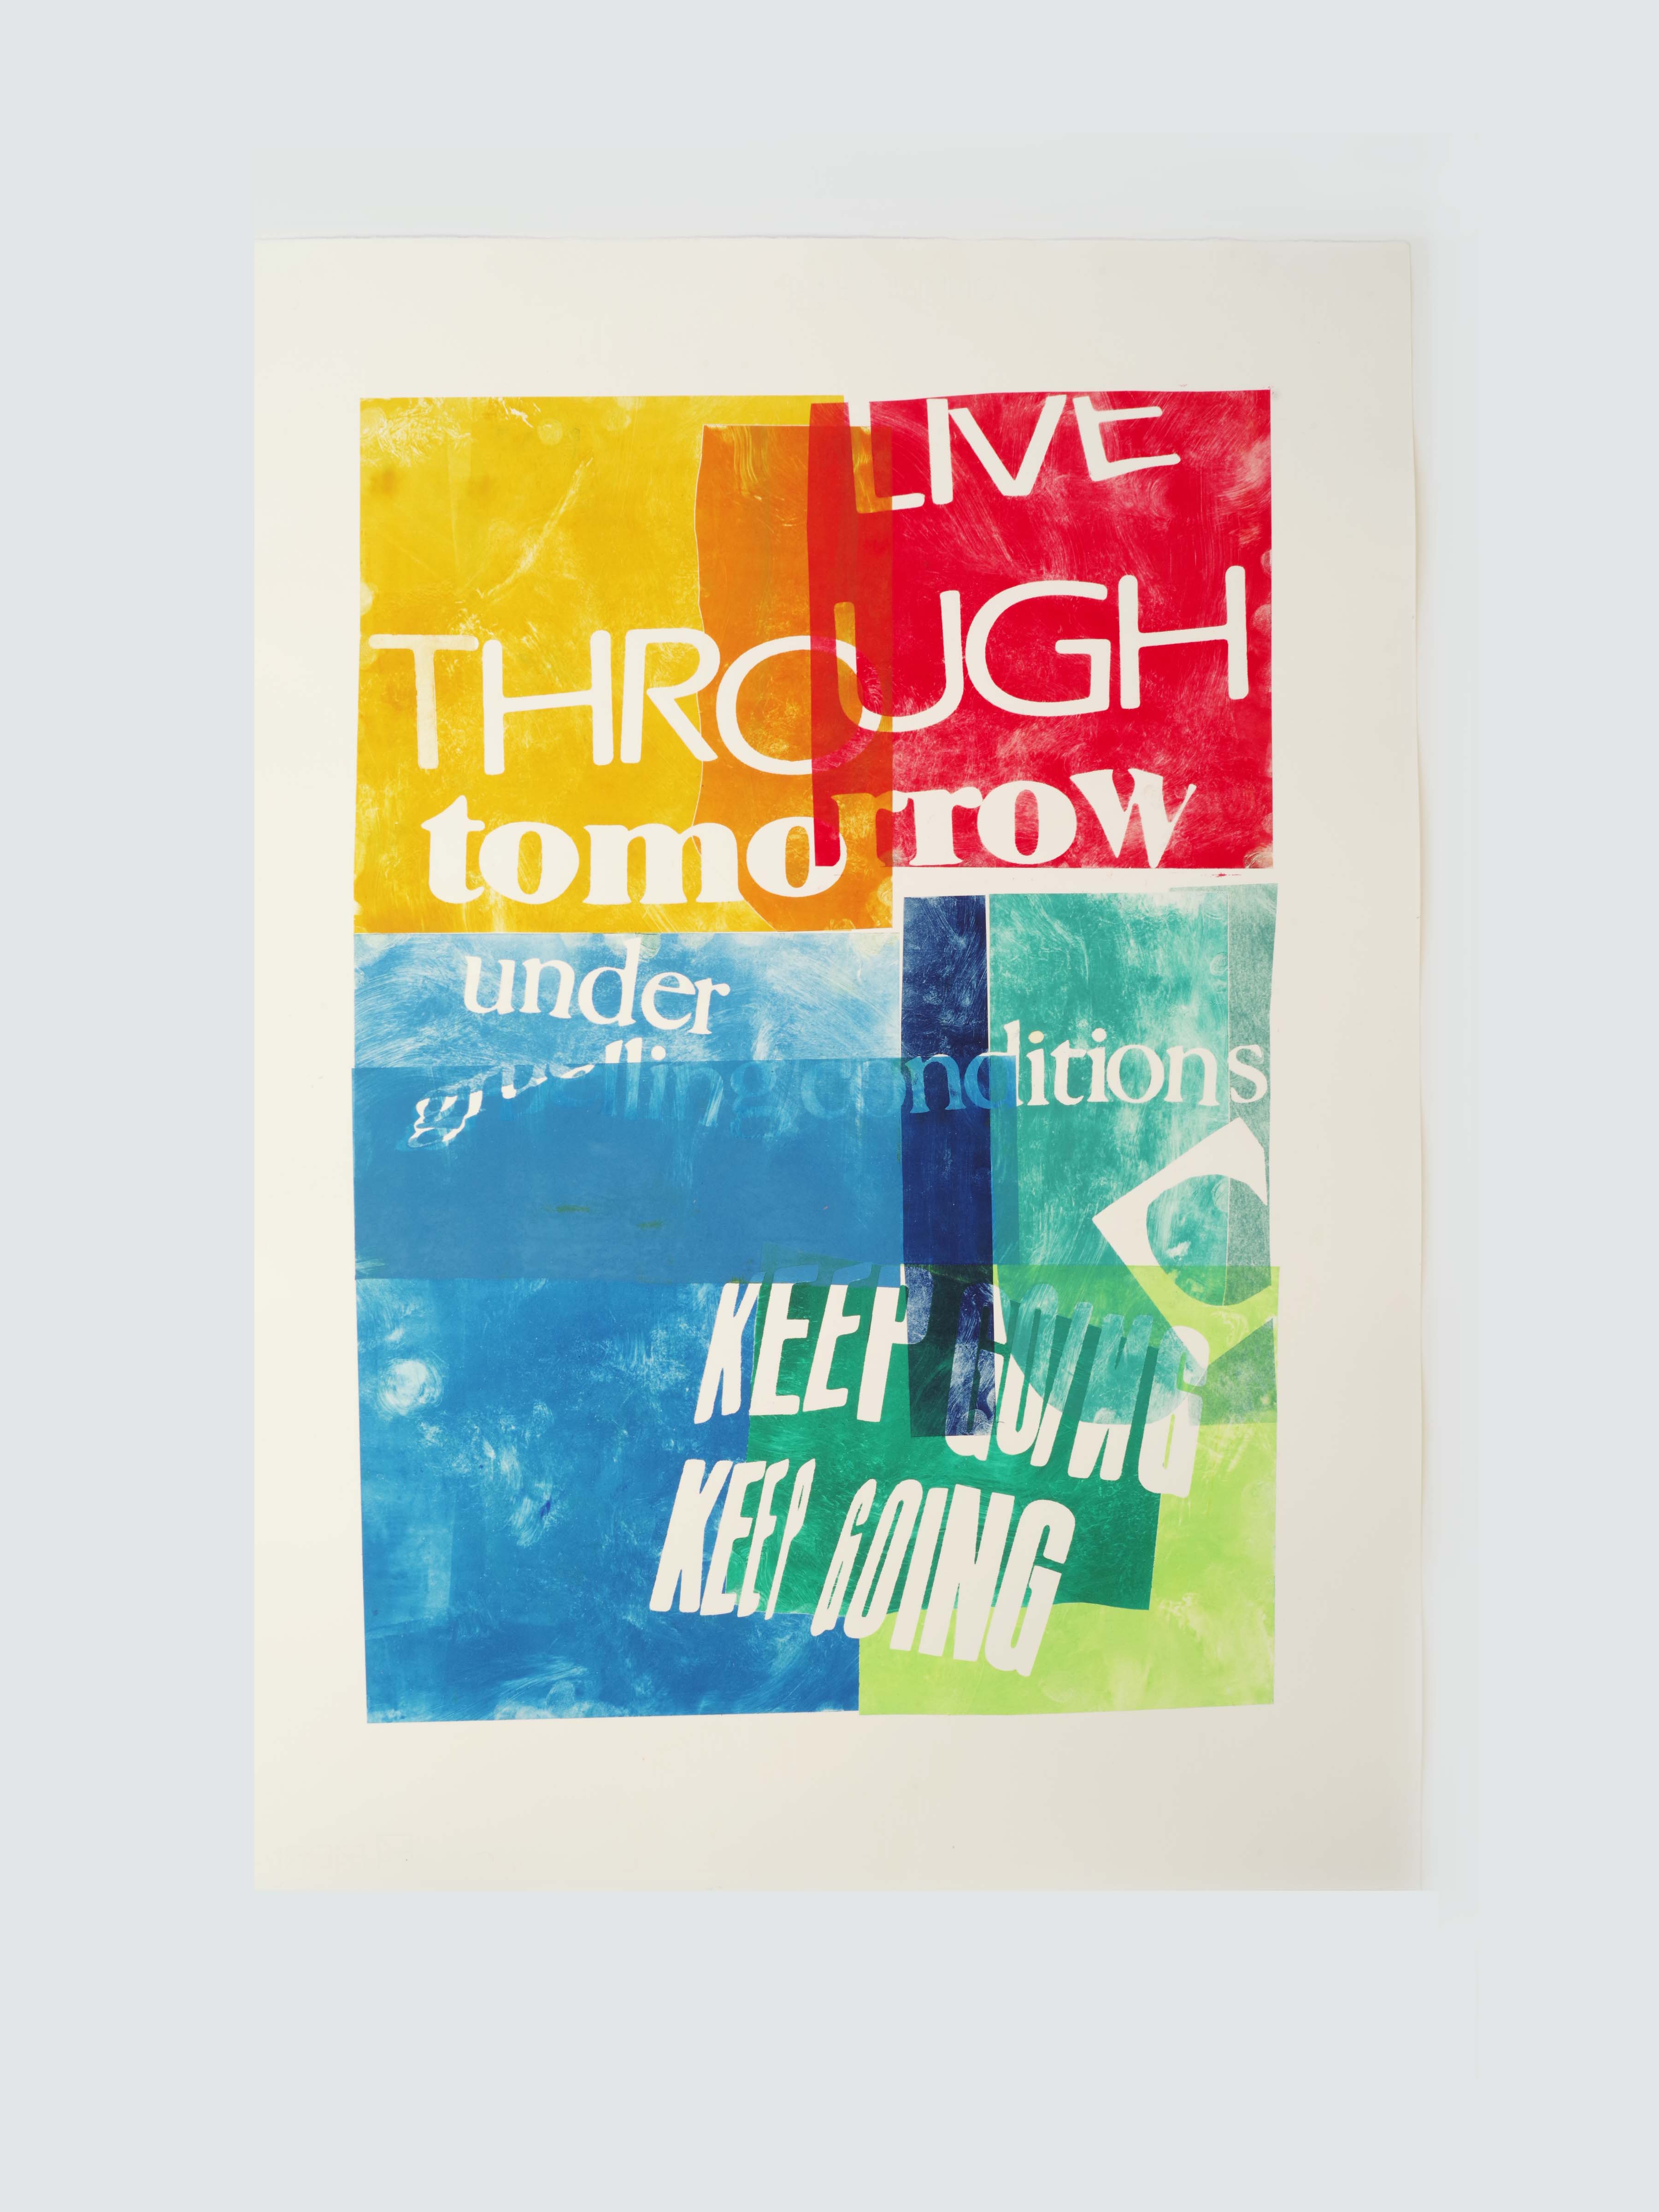 LIVE
THROUGH
tomorrow
under
gruelling conditions
KEEP GOING
KEEP GOING